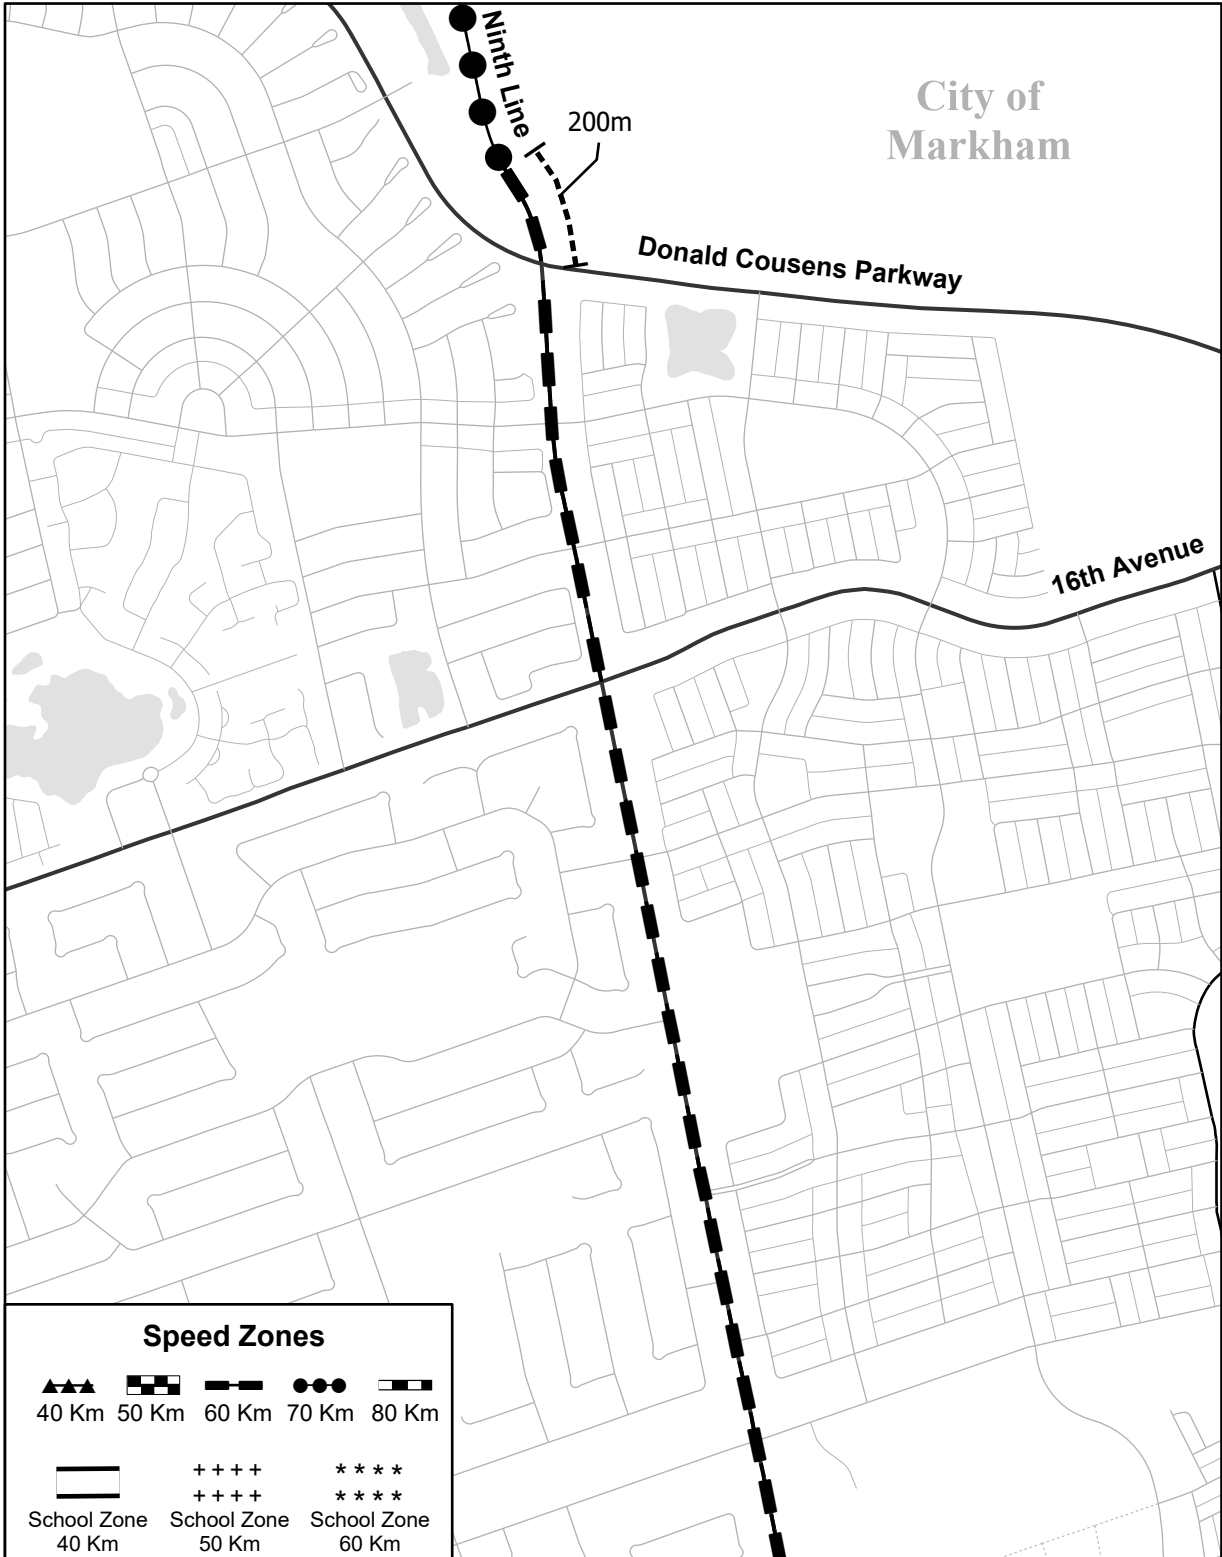 Ninth Line
200m
City of
Markham
Donald Cousens Parkway
16th Avenue
Speed Zones
40 Km 50 Km 60 Km 70 Km 80 Km
School Zone School Zone School Zone
40 Km 50 Km 60 Km